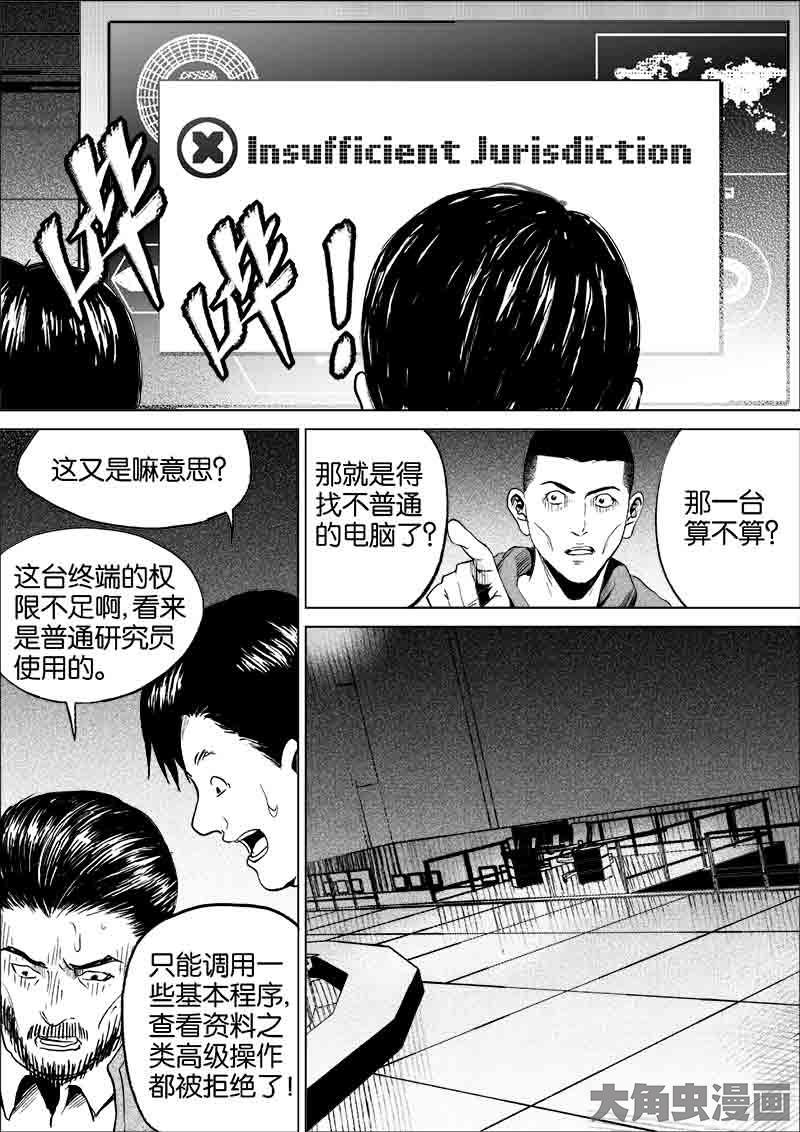 Insufficient Jurisdiction
哔
哔！
这又是嘛意思？
这台终端的权
限不足啊，看来
是普通研究员
使用的。
只能调用一
些基本程序，
查看资料之
类高级操作
都被拒绝了！
那就是得
找不普通
的电脑了？
那一台
算不算？
大角虫漫画